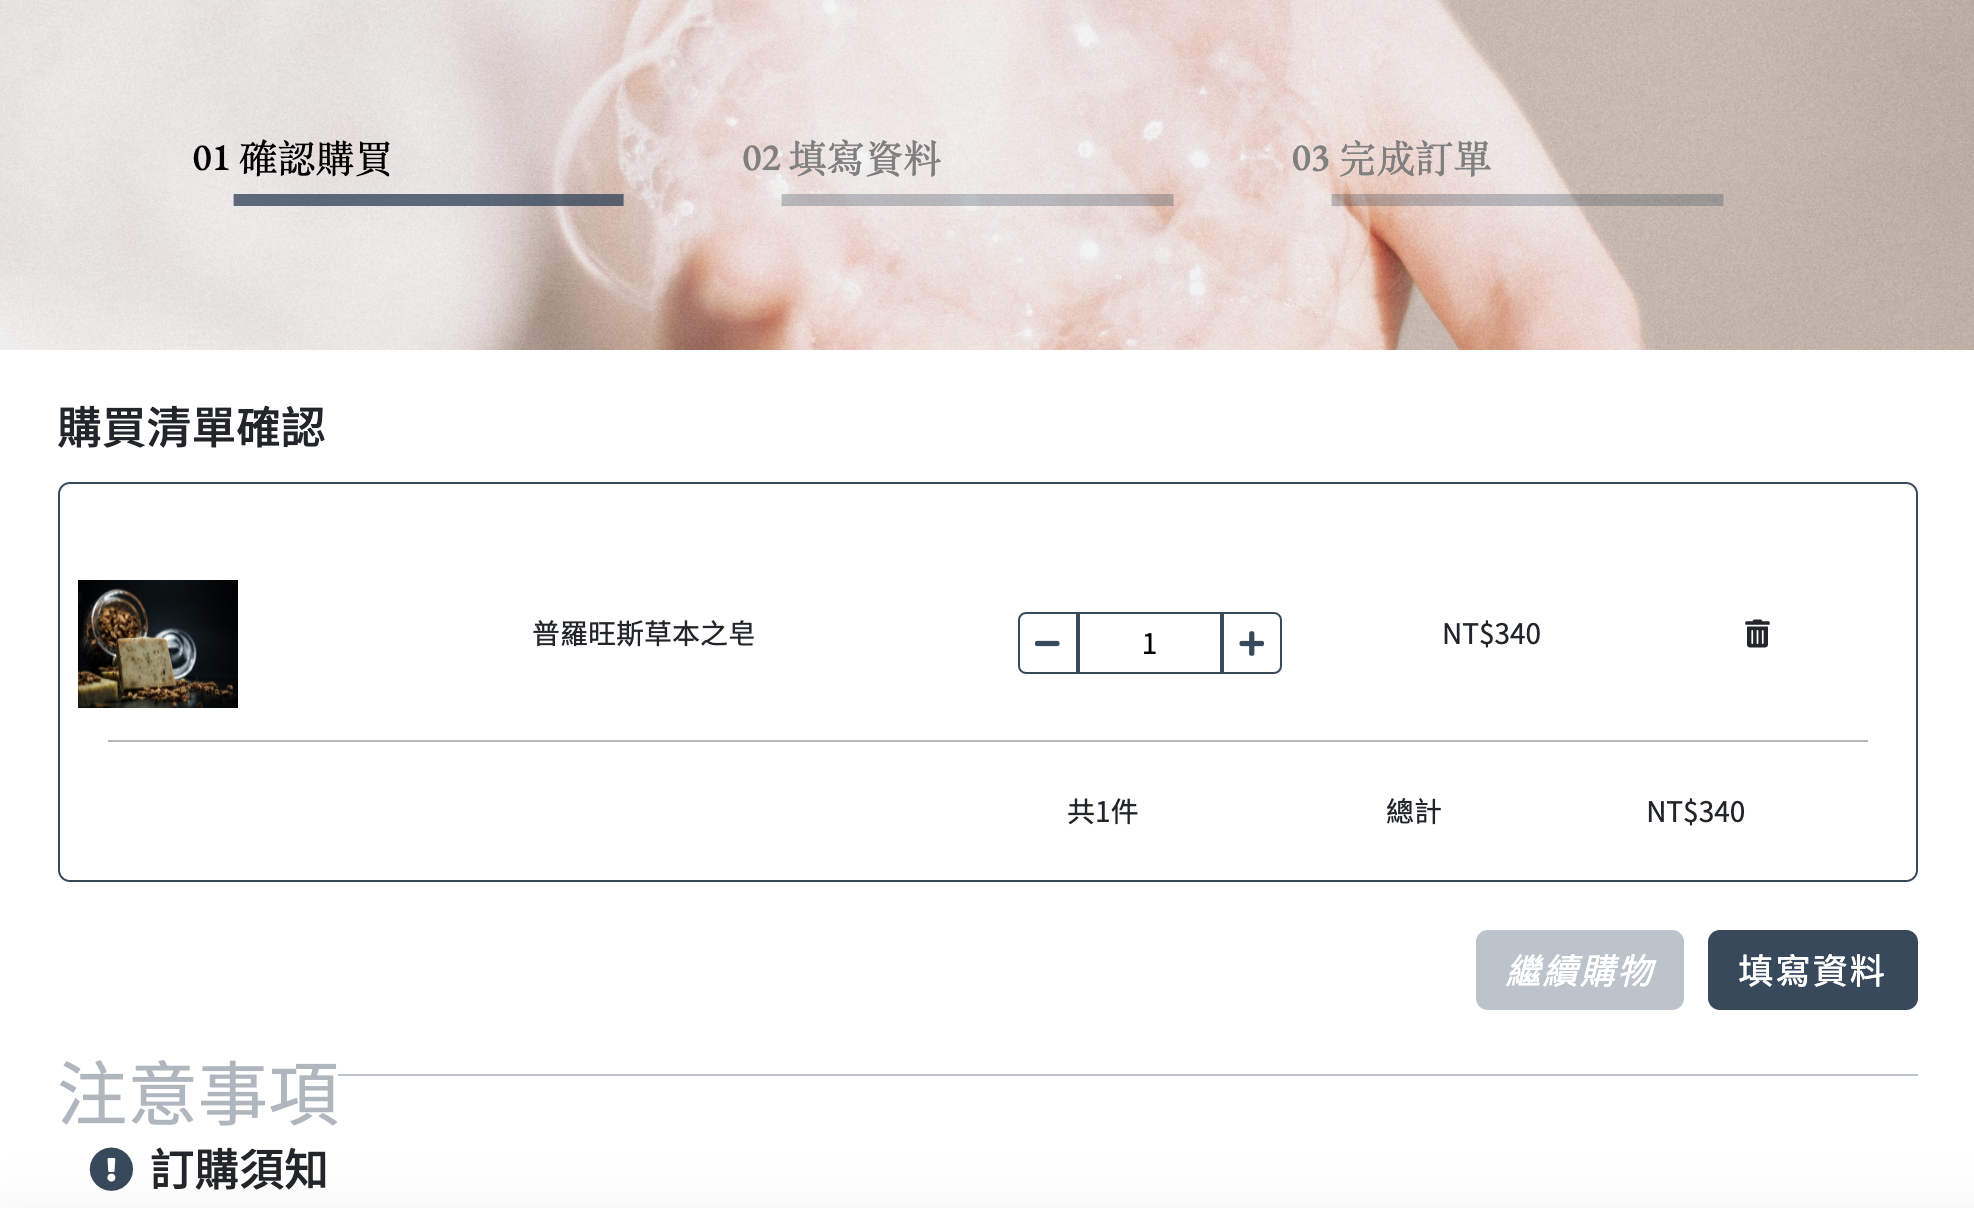 01 確認購買
02 填寫資料
03 完成訂單
購買清單確認
普羅旺斯草本之皂 1 NT$340
共1件 總計 NT$340
繼續購物 填寫資料
注意事項
訂購須知